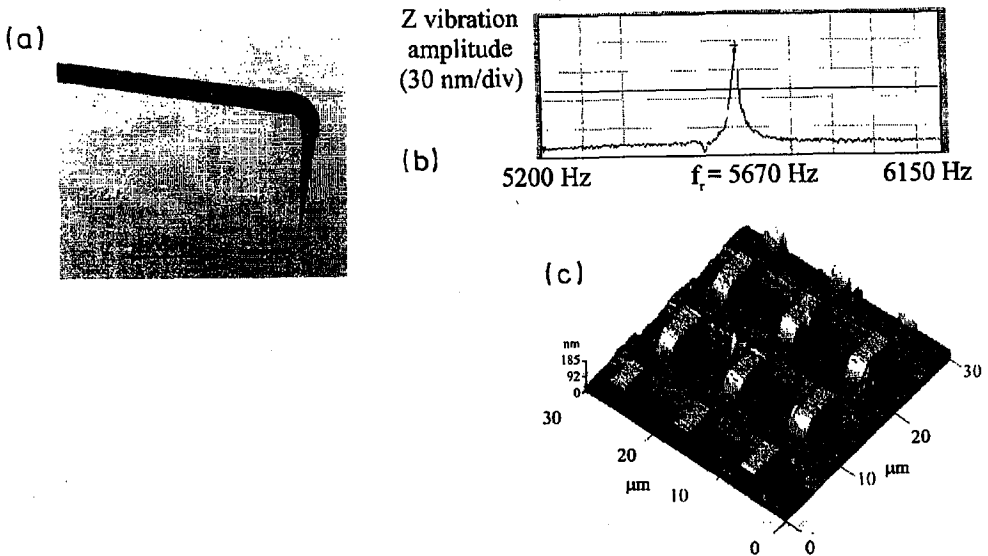 (a)
Z vibration
amplitude
(30 nm/div)
(b)
5200 Hz
f_r = 5670 Hz
6150 Hz
(c)
nm
185
92
0
30
20
µm
10
0
0
10
µm
20
30